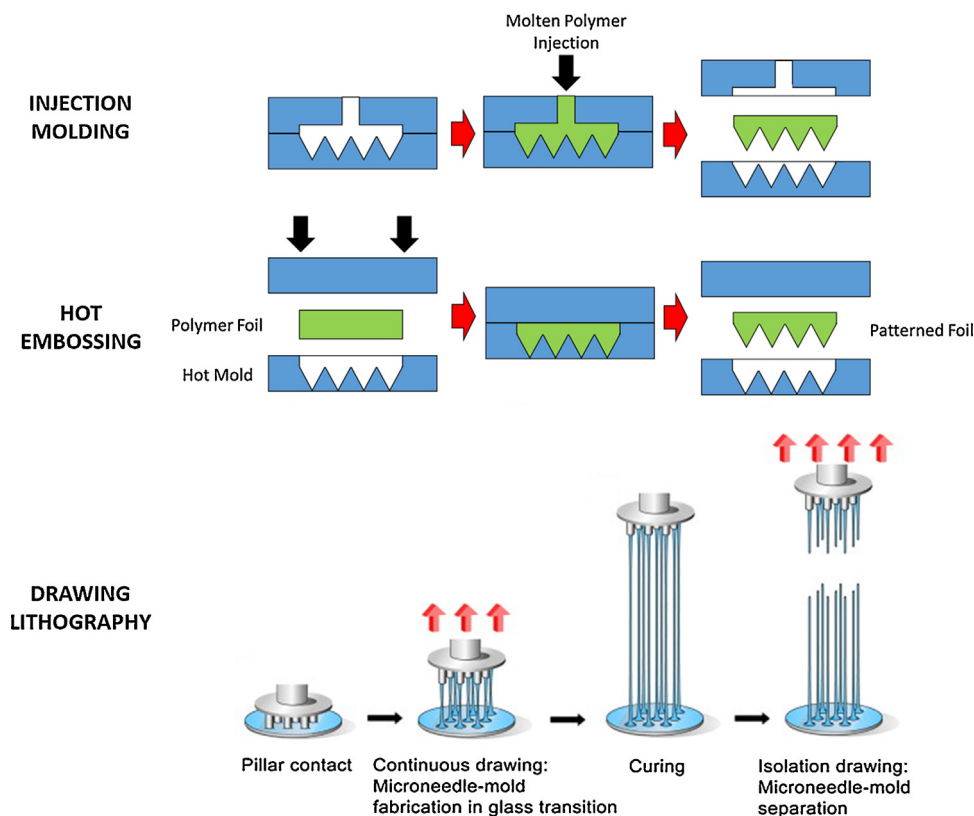 Molten Polymer
Injection
INJECTION
MOLDING
HOT
EMBOSSING
Polymer Foil
Hot Mold
Patterned Foil
DRAWING
LITHOGRAPHY
Pillar contact
Continuous drawing:
Microneedle-mold
fabrication in glass transition
Curing
Isolation drawing:
Microneedle-mold
separation